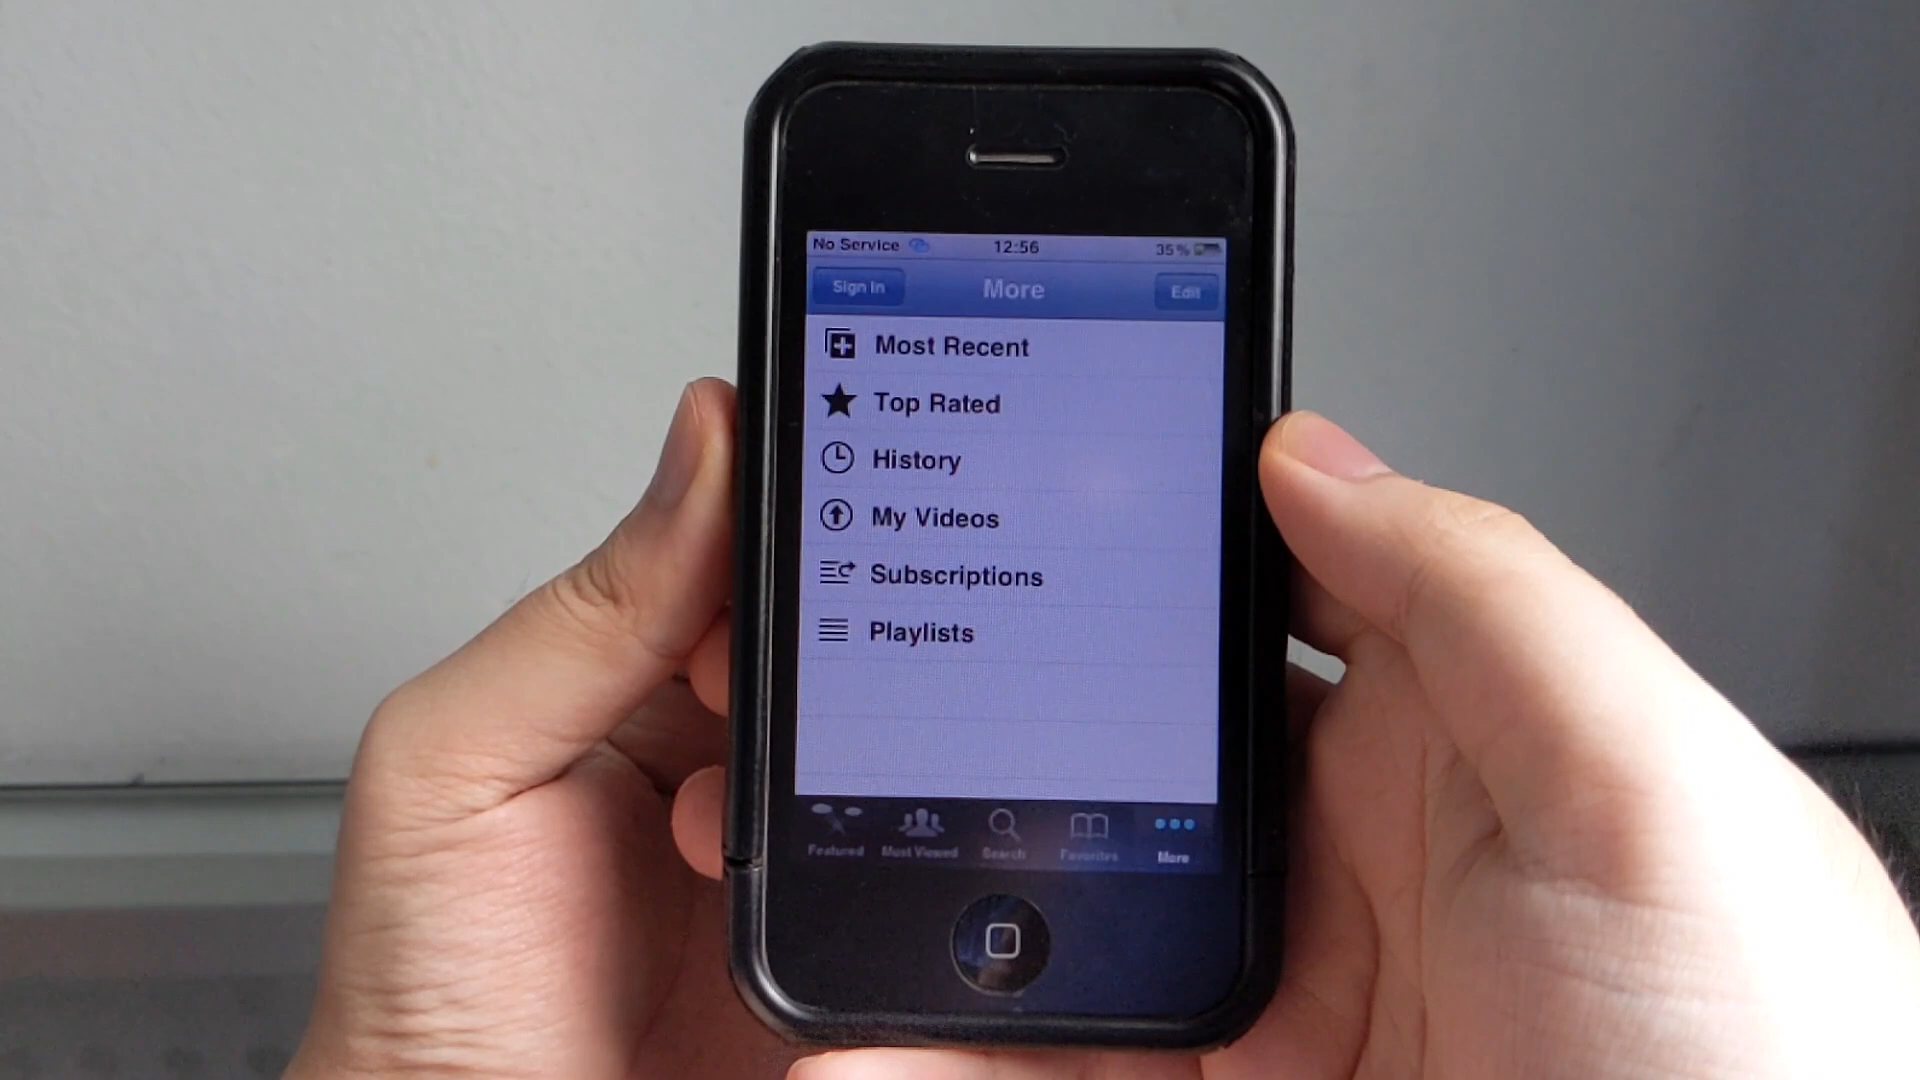 No Service 12:56 35%
Sign In More Edit
Most Recent
Top Rated
History
My Videos
Subscriptions
Playlists
Featured Most Viewed Search Favorites More